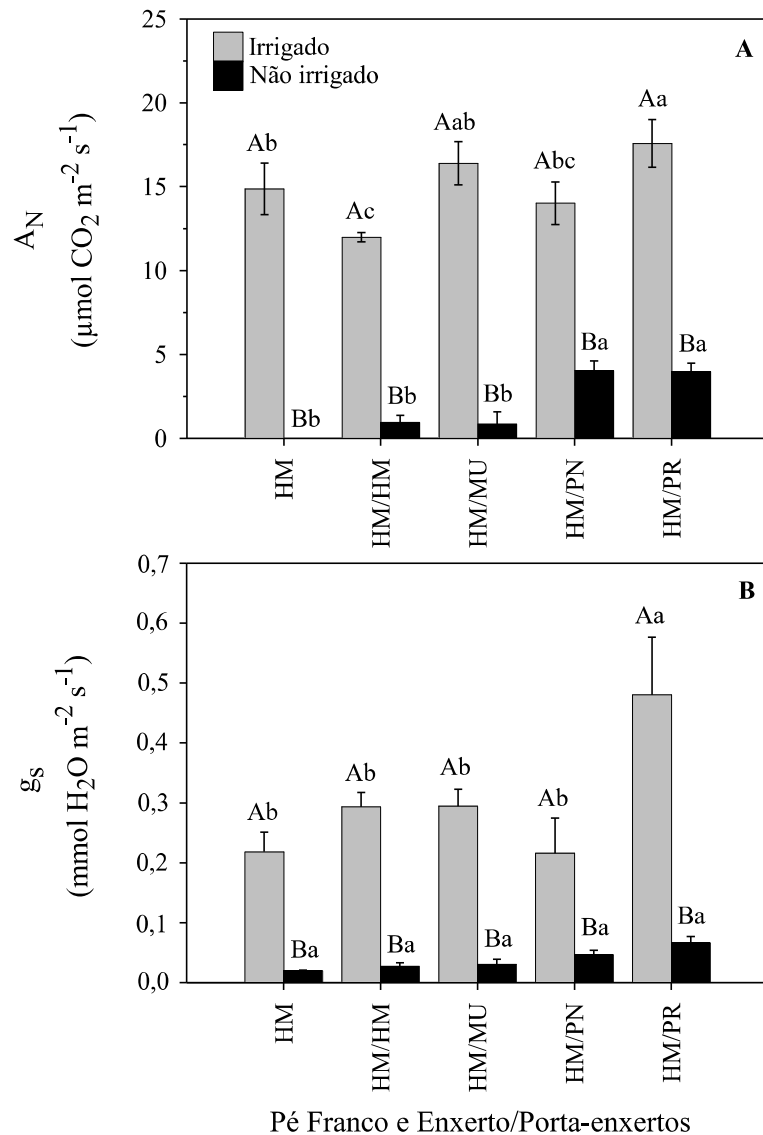 25
20
15
10
5
0
A_N
(µmol CO₂ m⁻² s⁻¹)
Irrigado
Não irrigado
A
Ab
Bb
Ac
Bb
Aab
Bb
Abc
Ba
Aa
Ba
HM
HM/HM
HM/MU
HM/PN
HM/PR
0,7
0,6
0,5
0,4
0,3
0,2
0,1
0,0
g_s
(mmol H₂O m⁻² s⁻¹)
B
Ab
Ba
Ab
Ba
Ab
Ba
Ab
Ba
Aa
Ba
HM
HM/HM
HM/MU
HM/PN
HM/PR
Pé Franco e Enxerto/Porta-enxertos